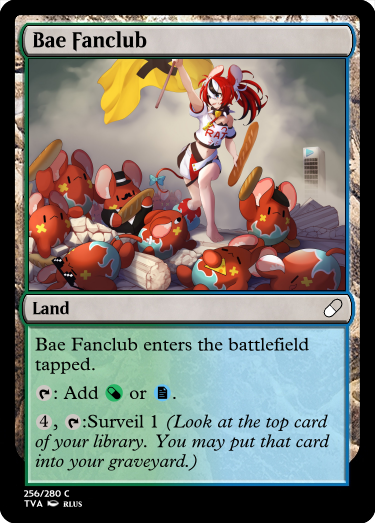 Bae Fanclub
RAT
Land
Bae Fanclub enters the battlefield
tapped.
: Add or .
4, :Surveil 1 (Look at the top card
of your library. You may put that card
into your graveyard.)
256/280 C
TVA RLUS